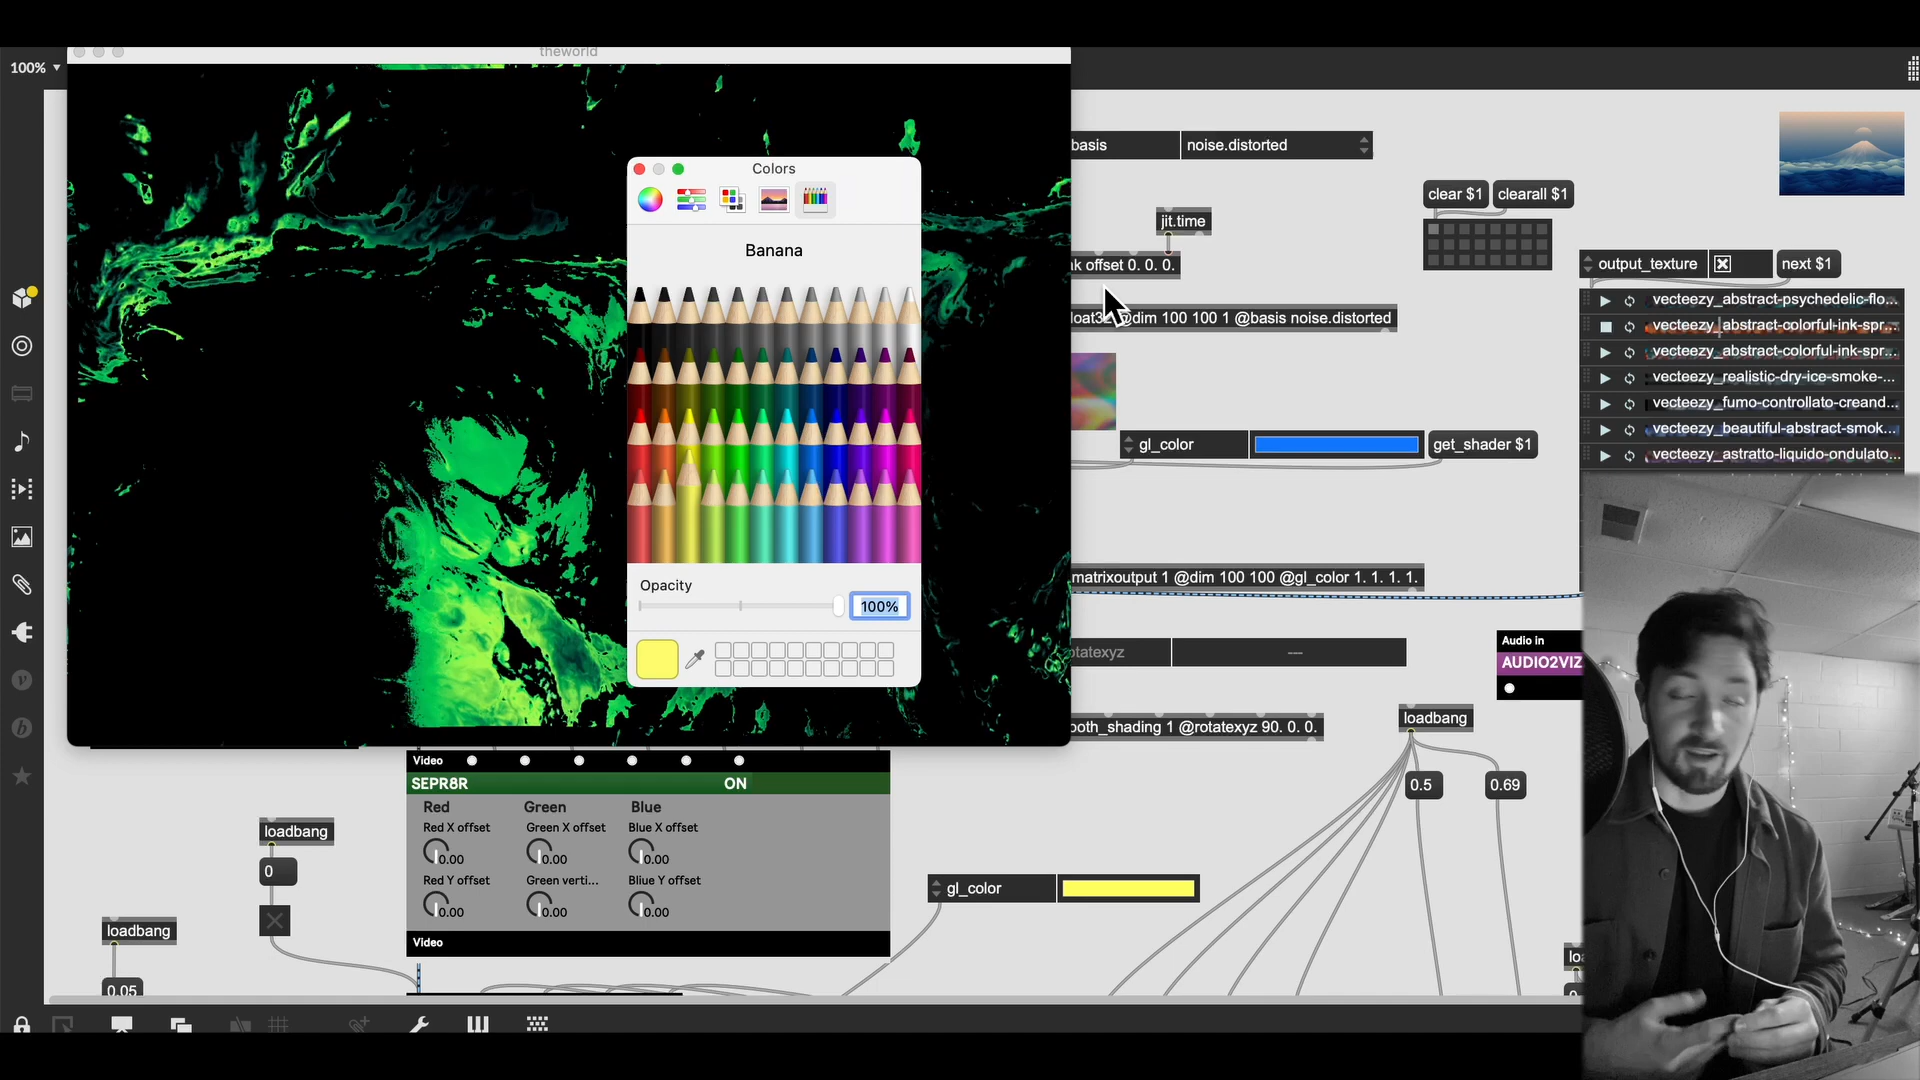 theworld
100%
Colors
Banana
Opacity
100%
basis
noise.distorted
jit.time
offset 0. 0. 0.
@dim 100 100 1 @basis noise.distorted
clear $1
clearall $1
output_texture
next $1
vecteezy_abstract-psychedelic-flo...
vecteezy_abstract-colorful-ink-spr...
vecteezy_abstract-colorful-ink-spr...
vecteezy_realistic-dry-ice-smoke-...
vecteezy_fumo-controllato-creand...
vecteezy_beautiful-abstract-smok...
vecteezy_astratto-liquido-ondulato...
gl_color
get_shader $1
matrixoutput 1 @dim 100 100 @gl_color 1. 1. 1. 1.
otatexyz
---
Audio in
AUDIO2VIZ
ooth_shading 1 @rotatexyz 90. 0. 0.
loadbang
0.5
0.69
Video
SEPR8R
ON
Red
Green
Blue
Red X offset
Green X offset
Blue X offset
0.00
0.00
0.00
Red Y offset
Green verti...
Bliue Y offset
0.00
0.00
0.00
Video
loadbang
0
loadbang
0.05
gl_color